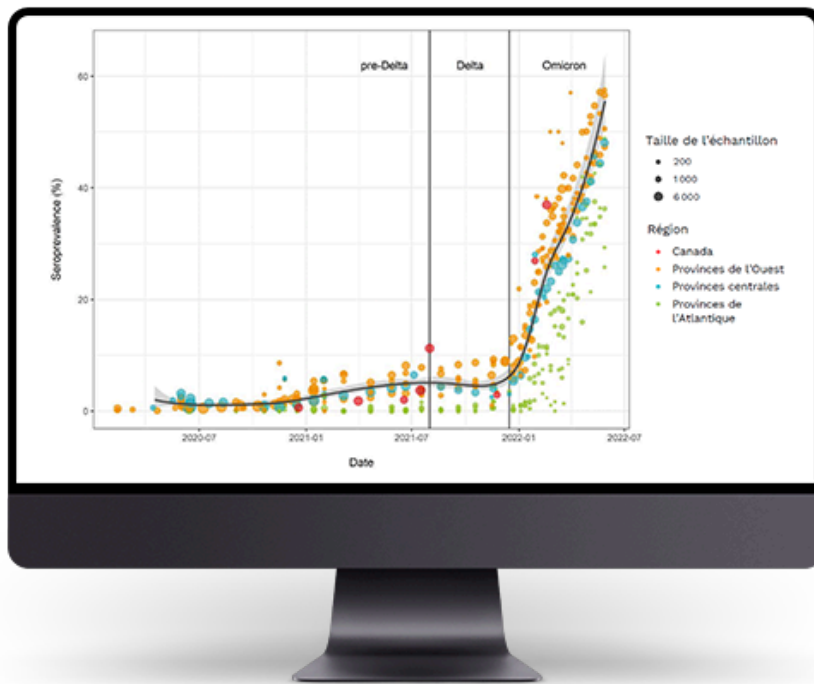 pre-Delta
Delta
Omicron
60
40
20
0
Seroprevalence (%)
2020-07
2021-01
2021-07
2022-01
2022-07
Date
Taille de l'échantillon
200
1 000
6 000
Région
Canada
Provinces de l'Ouest
Provinces centrales
Provinces de
l'Atlantique